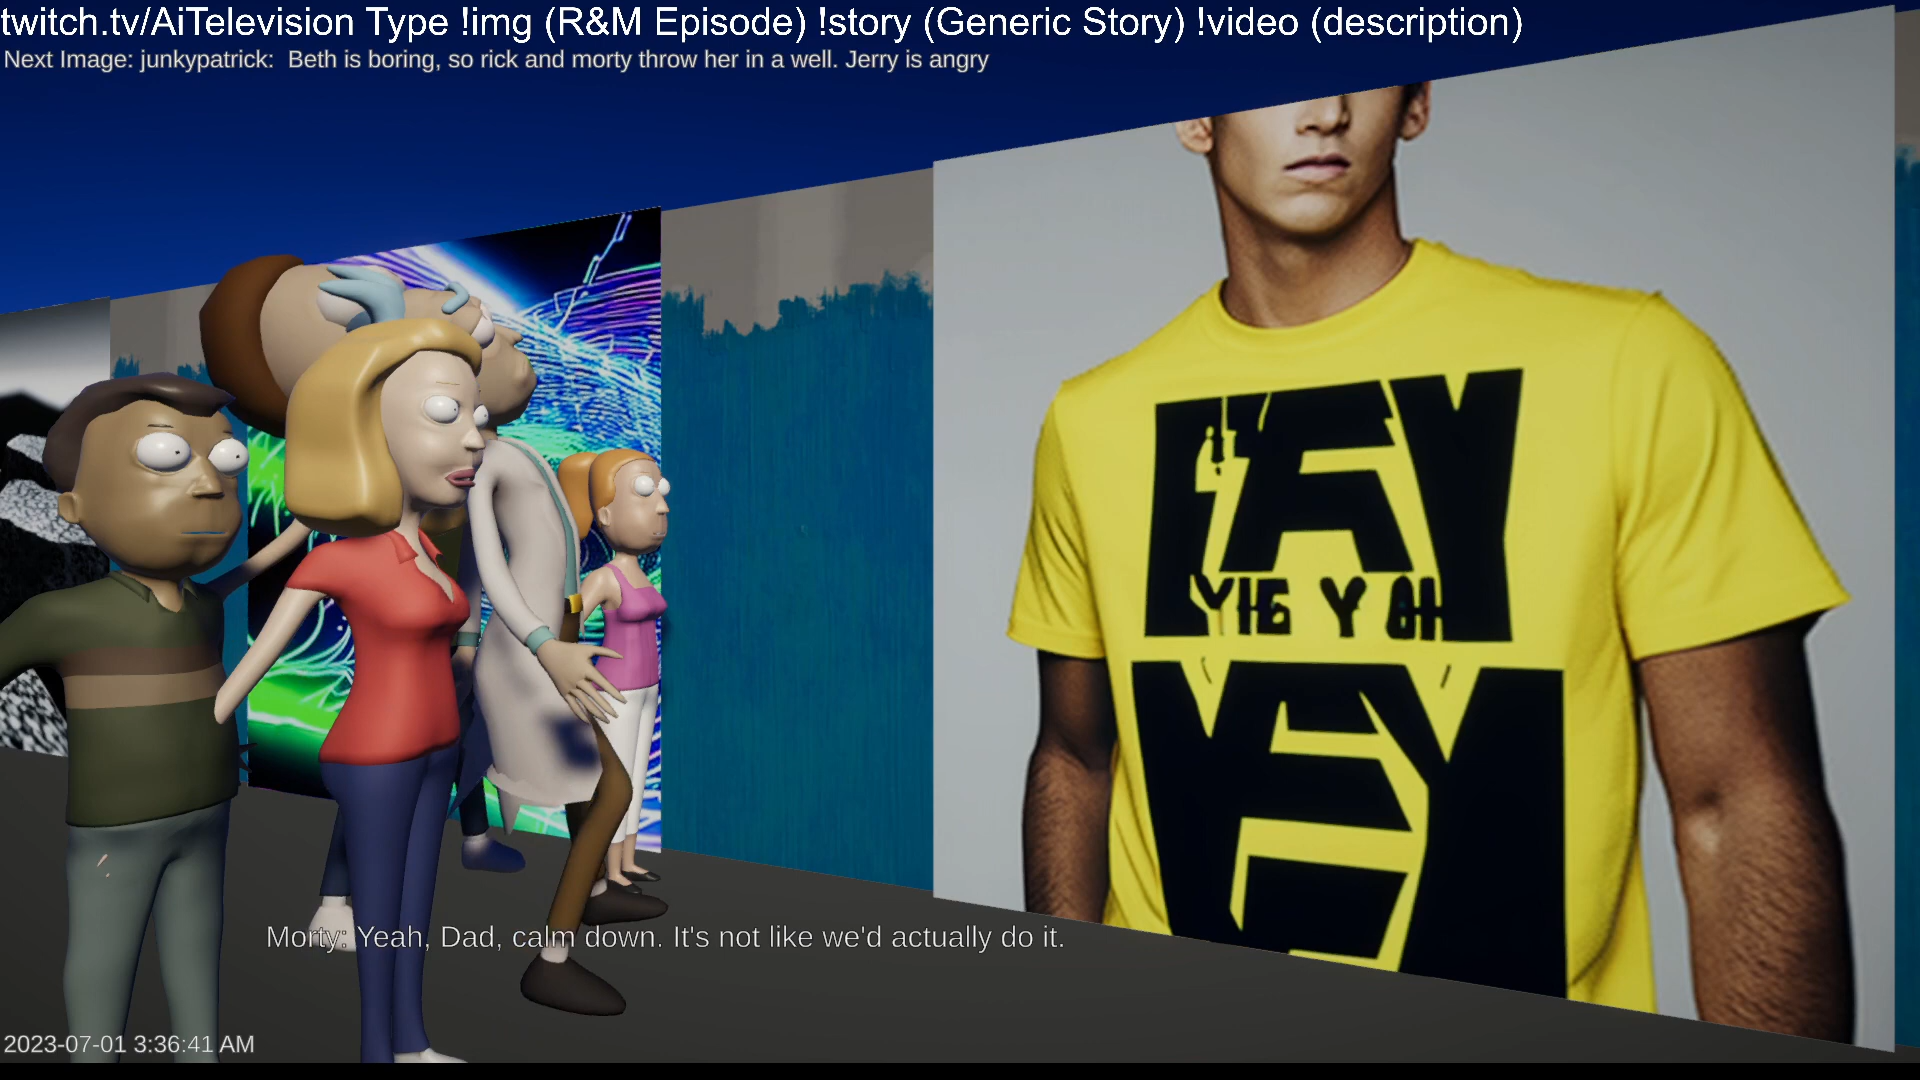 twitch.tv/AiTelevision Type !img (R&M Episode) !story (Generic Story) !video (description)
Next Image: junkypatrick:  Beth is boring, so rick and morty throw her in a well. Jerry is angry
Morty: Yeah, Dad, calm down. It's not like we'd actually do it.
2023-07-01 3:36:41 AM